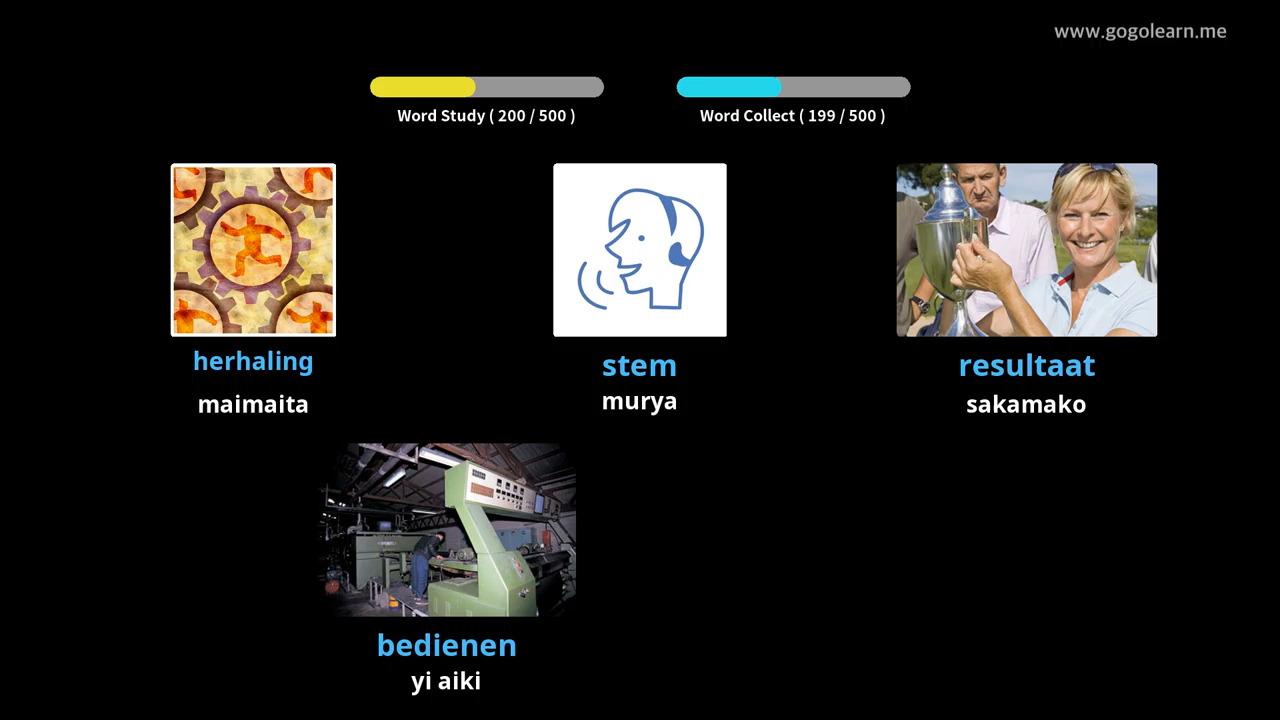 www.gogolearn.me
Word Study ( 200 / 500 )
Word Collect ( 199 / 500 )
herhaling
maimaita
stem
murya
resultaat
sakamako
bedienen
yi aiki